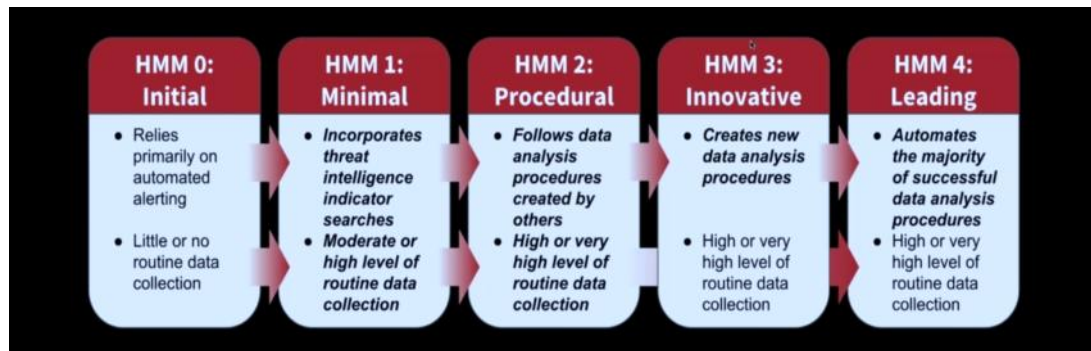 HMM 0:
Initial
• Relies
primarily on
automated
alerting
• Little or no
routine data
collection
HMM 1:
Minimal
• Incorporates
threat
intelligence
indicator
searches
• Moderate or
high level of
routine data
collection
HMM 2:
Procedural
• Follows data
analysis
procedures
created by
others
• High or very
high level of
routine data
collection
HMM 3:
Innovative
• Creates new
data analysis
procedures
• High or very
high level of
routine data
collection
HMM 4:
Leading
• Automates
the majority
of successful
data analysis
procedures
• High or very
high level of
routine data
collection